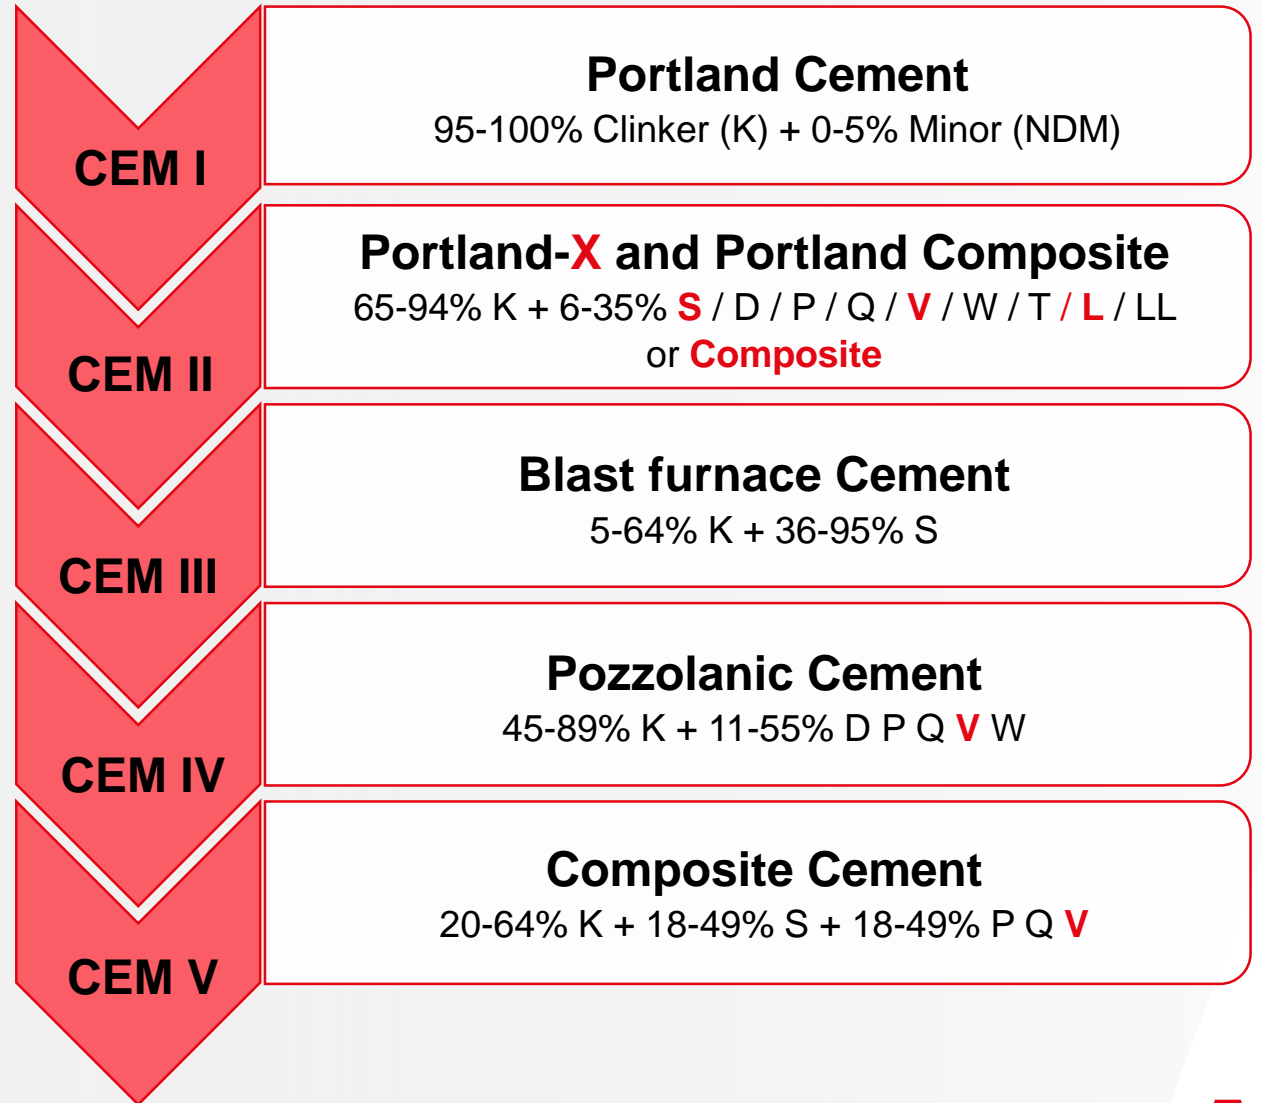 CEM I
Portland Cement
95-100% Clinker (K) + 0-5% Minor (NDM)
CEM II
Portland-X and Portland Composite
65-94% K + 6-35% S / D / P / Q / V / W / T / L / LL
or Composite
CEM III
Blast furnace Cement
5-64% K + 36-95% S
CEM IV
Pozzolanic Cement
45-89% K + 11-55% D P Q V W
CEM V
Composite Cement
20-64% K + 18-49% S + 18-49% P Q V